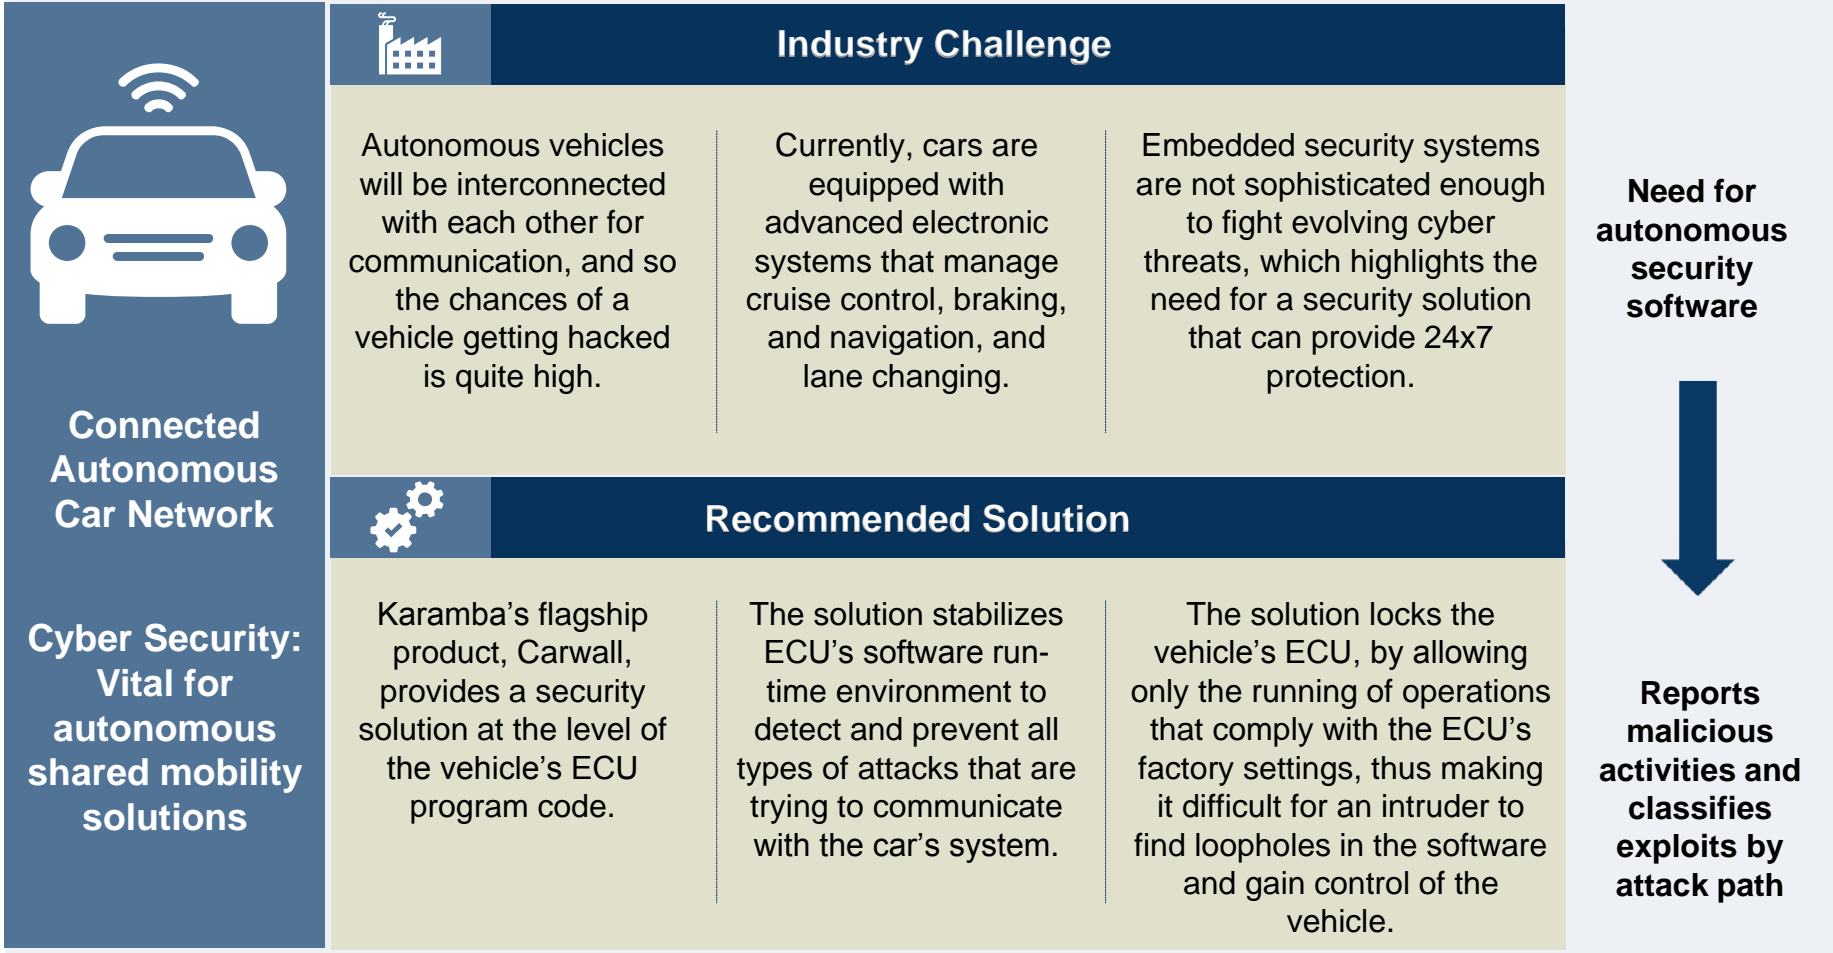 Connected
Autonomous
Car Network
Cyber Security:
Vital for
autonomous
shared mobility
solutions
Industry Challenge
Autonomous vehicles
will be interconnected
with each other for
communication, and so
the chances of a
vehicle getting hacked
is quite high.
Currently, cars are
equipped with
advanced electronic
systems that manage
cruise control, braking,
and navigation, and
lane changing.
Embedded security systems
are not sophisticated enough
to fight evolving cyber
threats, which highlights the
need for a security solution
that can provide 24x7
protection.
Recommended Solution
Karamba’s flagship
product, Carwall,
provides a security
solution at the level of
the vehicle’s ECU
program code.
The solution stabilizes
ECU’s software run-
time environment to
detect and prevent all
types of attacks that are
trying to communicate
with the car’s system.
The solution locks the
vehicle’s ECU, by allowing
only the running of operations
that comply with the ECU’s
factory settings, thus making
it difficult for an intruder to
find loopholes in the software
and gain control of the
vehicle.
Need for
autonomous
security
software
Reports
malicious
activities and
classifies
exploits by
attack path